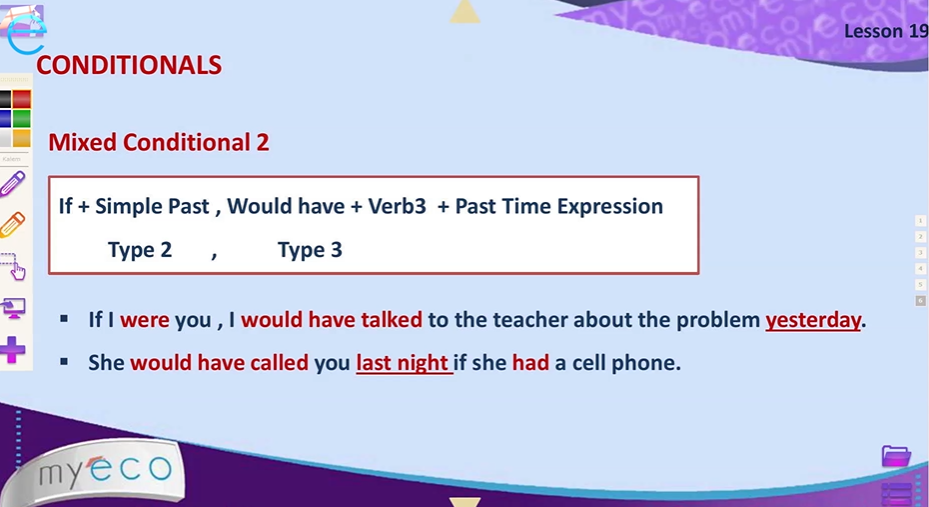 Lesson 19
CONDITIONALS
Mixed Conditional 2
If + Simple Past , Would have + Verb3 + Past Time Expression
Type 2 , Type 3
▪ If I were you , I would have talked to the teacher about the problem yesterday.
▪ She would have called you last night if she had a cell phone.
Kalem
1
2
3
4
5
6
myeco